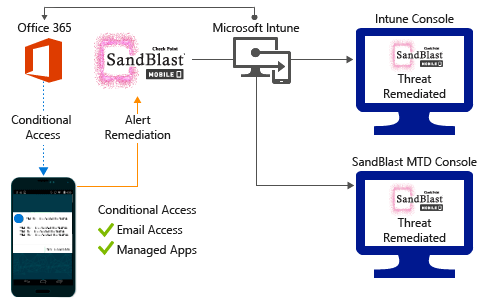 Office 365
Microsoft Intune
Intune Console
Check Point
SandBlast
MOBILE
Check Point
SandBlast
MOBILE
Threat
Remediated
Conditional
Access
Alert
Remediation
SandBlast MTD Console
Check Point
SandBlast
MOBILE
Threat
Remediated
Conditional Access
Email Access
Managed Apps